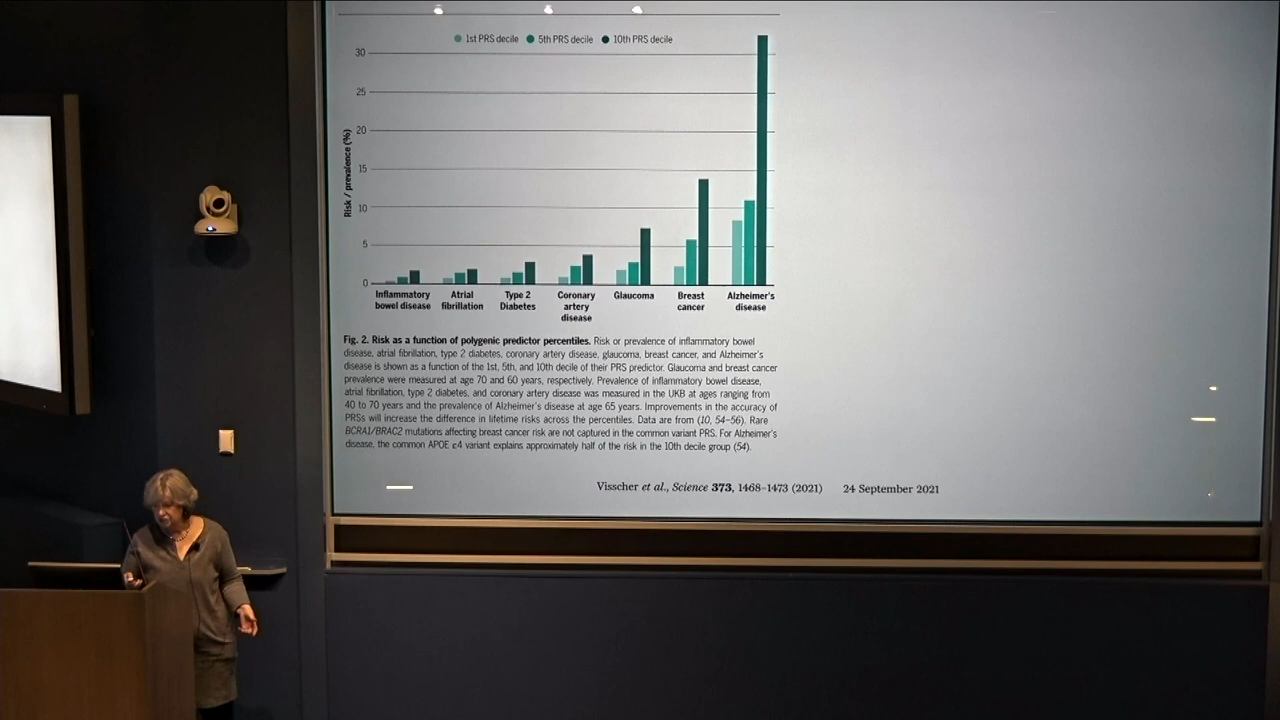 1st PRS decile 5th PRS decile 10th PRS decile
30
25
20
15
10
5
0
Risk / prevalence (%)
Inflammatory bowel disease
Atrial fibrillation
Type 2 Diabetes
Coronary artery disease
Glaucoma
Breast cancer
Alzheimer's disease
Fig. 2. Risk as a function of polygenic predictor percentiles. Risk or prevalence of inflammatory bowel
disease, atrial fibrillation, type 2 diabetes, coronary artery disease, glaucoma, breast cancer, and Alzheimer's
disease is shown as a function of the 1st, 5th, and 10th decile of their PRS predictor. Glaucoma and breast cancer
prevalence were measured at age 70 and 60 years, respectively. Prevalence of inflammatory bowel disease,
atrial fibrillation, type 2 diabetes, and coronary artery disease was measured in the UKB at ages ranging from
40 to 70 years and the prevalence of Alzheimer's disease at age 65 years. Improvements in the accuracy of
PRSs will increase the difference in lifetime risks across the percentiles. Data are from (10, 54–56). Rare
BCRA1/BRAC2 mutations affecting breast cancer risk are not captured in the common variant PRS. For Alzheimer's
disease, the common APOE ε4 variant explains approximately half of the risk in the 10th decile group (54).
Visscher et al., Science 373, 1468–1473 (2021) 24 September 2021